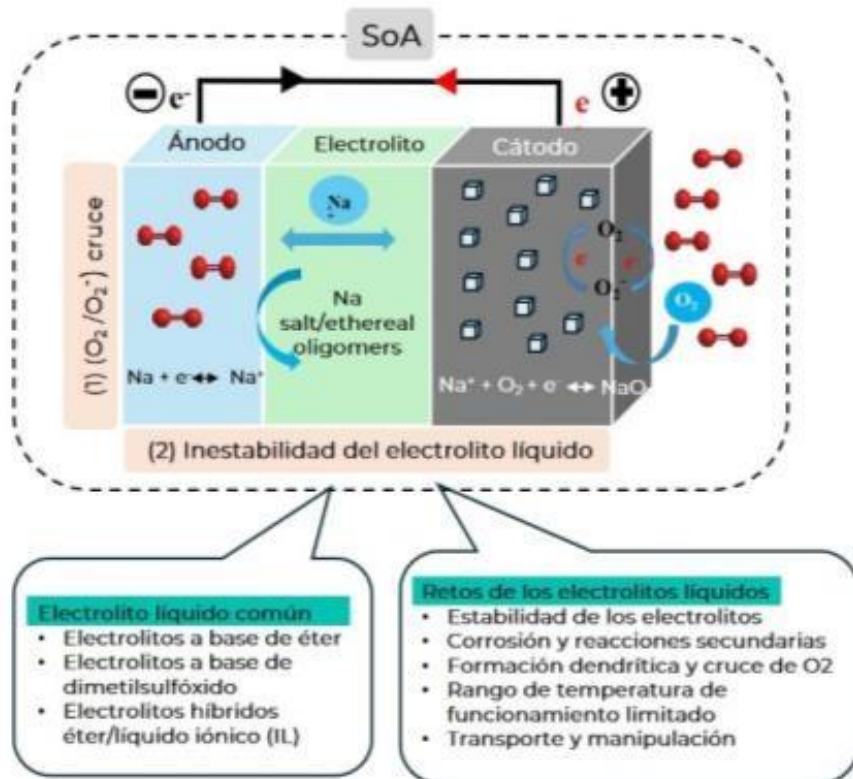 SoA
e⁻
e
Ánodo
Electrolito
Cátodo
(1) (O₂/O₂⁻) cruce
Na
+
O₂
e
e
O₂⁻
O₂
Na
salt/ethereal
oligomers
Na + e⁻ ↔ Na⁺
Na⁺ + O₂ + e⁻ ↔ NaO
(2) Inestabilidad del electrolito líquido
Electrolito líquido común
• Electrolitos a base de éter
• Electrolitos a base de
dimetilsulfóxido
• Electrolitos híbridos
éter/líquido iónico (IL)
Retos de los electrolitos líquidos
• Estabilidad de los electrolitos
• Corrosión y reacciones secundarias
• Formación dendrítica y cruce de O2
• Rango de temperatura de
funcionamiento limitado
• Transporte y manipulación